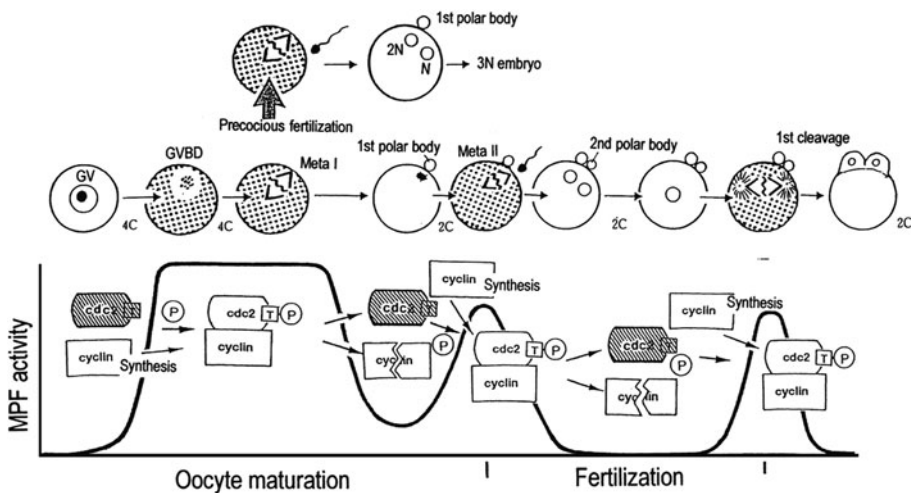 1st polar body
2N
N
3N embryo
Precocious fertilization
GV
GVBD
Meta I
1st polar body
Meta II
2nd polar body
1st cleavage
4C
4C
2C
2C
2C
MPF activity
cdc2 T
P
cyclin
Synthesis
cdc2 T P
cyclin
cdc2 T
P
cyclin
cyclin
Synthesis
cdc2 T P
cyclin
cdc2 T
P
cyclin
cyclin
Synthesis
cdc2 T P
cyclin
Oocyte maturation
Fertilization